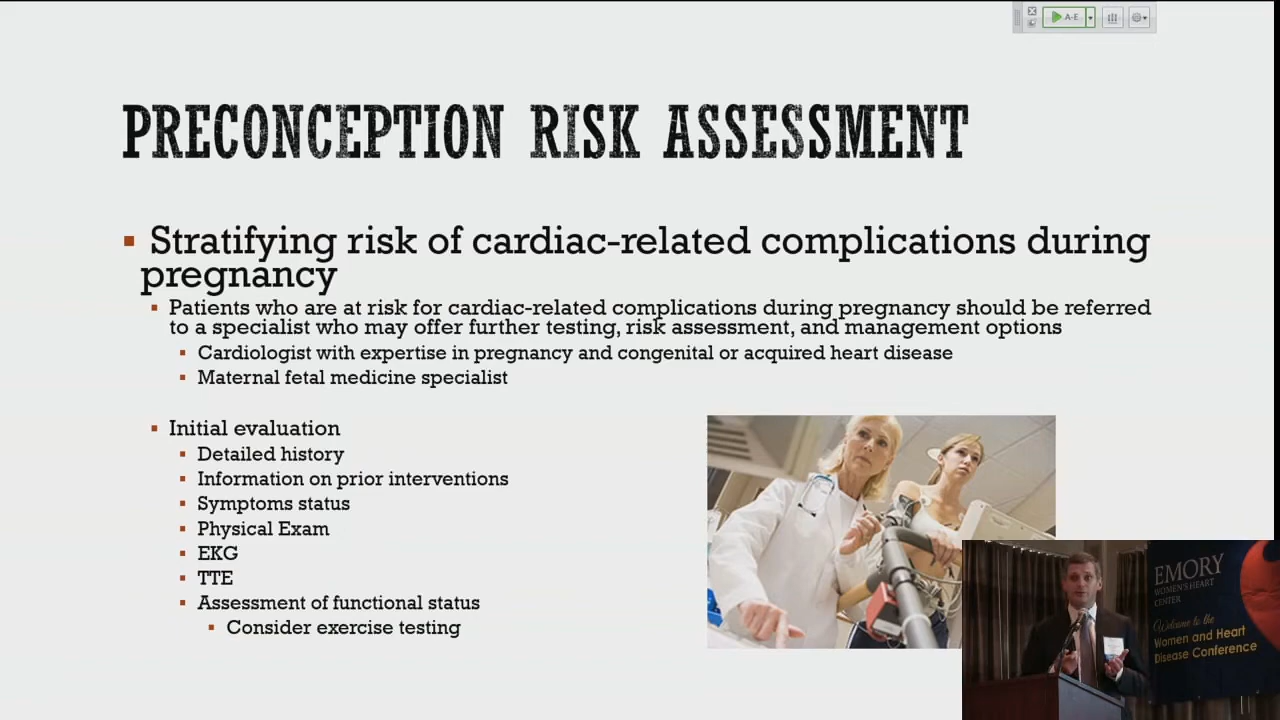 A-E
PRECONCEPTION RISK ASSESSMENT
Stratifying risk of cardiac-related complications during
pregnancy
Patients who are at risk for cardiac-related complications during pregnancy should be referred
to a specialist who may offer further testing, risk assessment, and management options
Cardiologist with expertise in pregnancy and congenital or acquired heart disease
Maternal fetal medicine specialist
Initial evaluation
Detailed history
Information on prior interventions
Symptoms status
Physical Exam
EKG
TTE
Assessment of functional status
Consider exercise testing
EMORY
WOMEN'S HEART
CENTER
Welcome to the
Women and Heart
Disease Conference